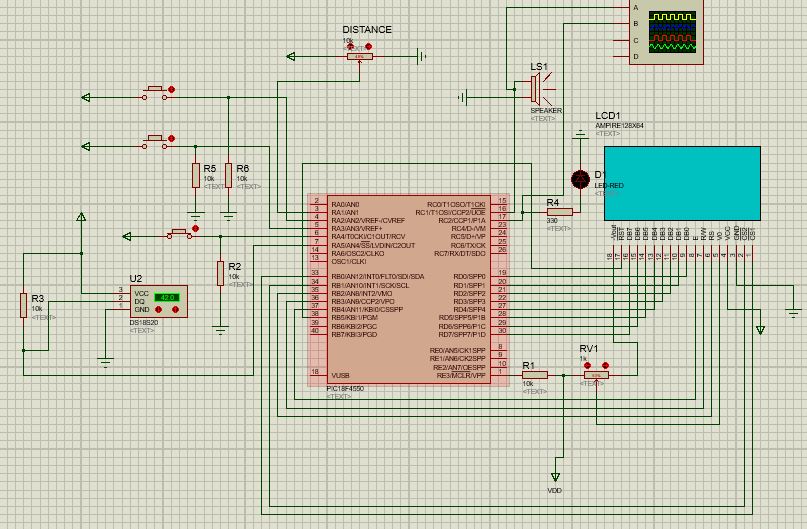 A
B
C
D
DISTANCE
10k
<TEXT>
LS1
SPEAKER
<TEXT>
LCD1
AMPIRE128X64
<TEXT>
R5
10k
<TEXT>
R6
10k
<TEXT>
D1
LED-RED
<TEXT>
R4
330
<TEXT>
-Vout
RST
DB7
DB6
DB5
DB4
DB3
DB2
DB1
DB0
E
R/W
RS
V0
VCC
GND
CS2
CS1
18 17 16 15 14 13 12 11 10 9 8 7 6 5 4 3 2 1
2 RA0/AN0
3 RA1/AN1
4 RA2/AN2/VREF-/CVREF
5 RA3/AN3/VREF+
6 RA4/T0CKI/C1OUT/RCV
7 RA5/AN4/SS/LVDIN/C2OUT
14 RA6/OSC2/CLKO
13 OSC1/CLKI
33 RB0/AN12/INT0/FLT0/SDI/SDA
34 RB1/AN10/INT1/SCK/SCL
35 RB2/AN8/INT2/VMO
36 RB3/AN9/CCP2/VPO
37 RB4/AN11/KBI0/CSSPP
38 RB5/KBI1/PGM
39 RB6/KBI2/PGC
40 RB7/KBI3/PGD
18 VUSB
RC0/T1OSO/T1CKI 15
RC1/T1OSI/CCP2/UOE 16
RC2/CCP1/P1A 17
RC4/D-/VM 23
RC5/D+/VP 24
RC6/TX/CK 25
RC7/RX/DT/SDO 26
RD0/SPP0 19
RD1/SPP1 20
RD2/SPP2 21
RD3/SPP3 22
RD4/SPP4 27
RD5/SPP5/P1B 28
RD6/SPP6/P1C 29
RD7/SPP7/P1D 30
RE0/AN5/CK1SPP 8
RE1/AN6/CK2SPP 9
RE2/AN7/OESPP 10
RE3/MCLR/VPP 1
PIC18F4550
<TEXT>
<TEXT>
R2
10k
<TEXT>
U2
3 VCC
2 DQ
1 GND
42.0
DS18S20
<TEXT>
R3
10k
<TEXT>
R1
10k
<TEXT>
RV1
1k
<TEXT>
VDD